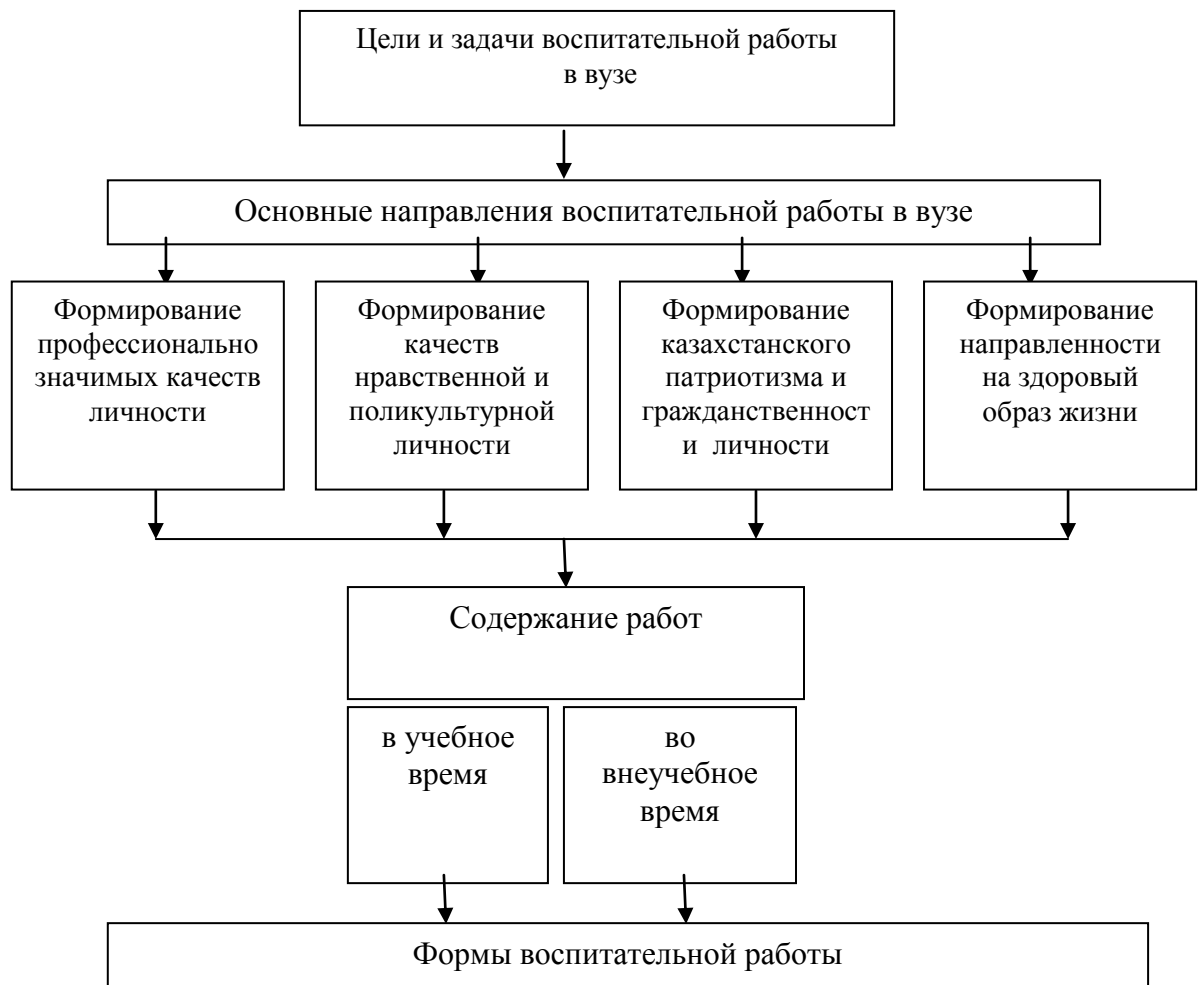 Цели и задачи воспитательной работы
в вузе
Основные направления воспитательной работы в вузе
Формирование
профессионально
значимых качеств
личности
Формирование
качеств
нравственной и
поликультурной
личности
Формирование
казахстанского
патриотизма и
гражданственност
и личности
Формирование
направленности
на здоровый
образ жизни
Содержание работ
в учебное
время
во
внеучебное
время
Формы воспитательной работы